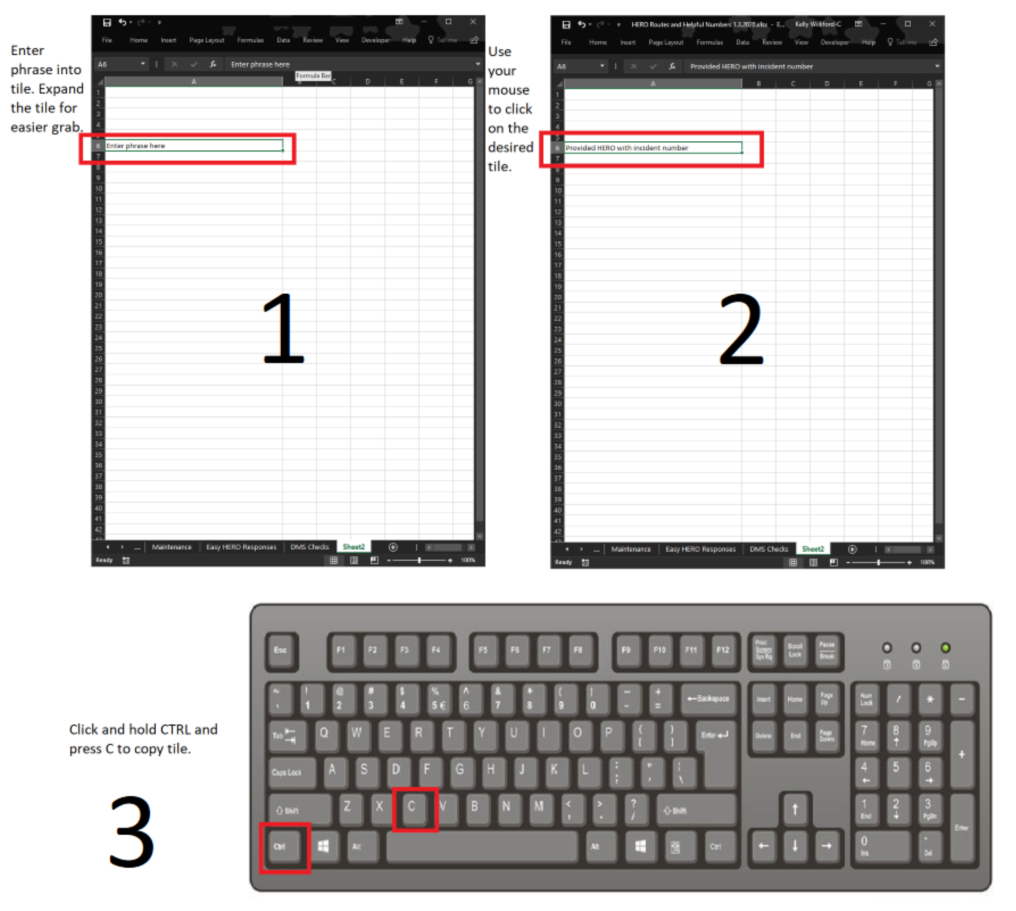 Enter
phrase into
tile. Expand
the tile for
easier grab.
File Home Insert Page Layout Formulas Data Review View Developer Help Tell me
A6 fx Enter phrase here
Formula Bar
A C D E F G
1
2
3
4
5
6 Enter phrase here
7
8
9
10
11
12
13
14
15
16
17
18
19
20
21
22
23
24
25
26
27
28
29
30
31
32
33
34
35
36
37
38
39
40
41
42
1
... Maintenance Easy HERO Responses DMS Checks Sheet2
Ready 100%
Use
your
mouse
to click
on the
desired
tile.
HERO Routes and Helpful Numbers 1.3.2020.xlsx - E... Kelly Williford-C
File Home Insert Page Layout Formulas Data Review View Developer Help Tell me
A6 fx Provided HERO with incident number
A B C D E F G
1
2
3
4
5
6 Provided HERO with incident number
7
8
9
10
11
12
13
14
15
16
17
18
19
20
21
22
23
24
25
26
27
28
29
30
31
32
33
34
35
36
37
38
39
40
41
42
2
... Maintenance Easy HERO Responses DMS Checks Sheet2
Ready 100%
Click and hold CTRL and
press C to copy tile.
3
Esc F1 F2 F3 F4 F5 F6 F7 F8 F9 F10 F11 F12 Print Screen Sys Rq Scroll Lock Pause Break
~ ! @ # $ % ^ & * ( ) _ +
1 2 3 4 5 € 6 7 8 9 0 - = Backspace Insert Home Page Up Num Lock / * -
Tab Q W E R T Y U I O P { [ } ] Enter Delete End Page Down 7 Home 8 9 PgUp +
Caps Lock A S D F G H J K L : ; " ' | \ 4 5 6
Shift Z X C V B N M < , > . ? / Shift 1 End 2 3 PgDn Enter
Ctrl Alt Alt Ctrl 0 Ins . Del